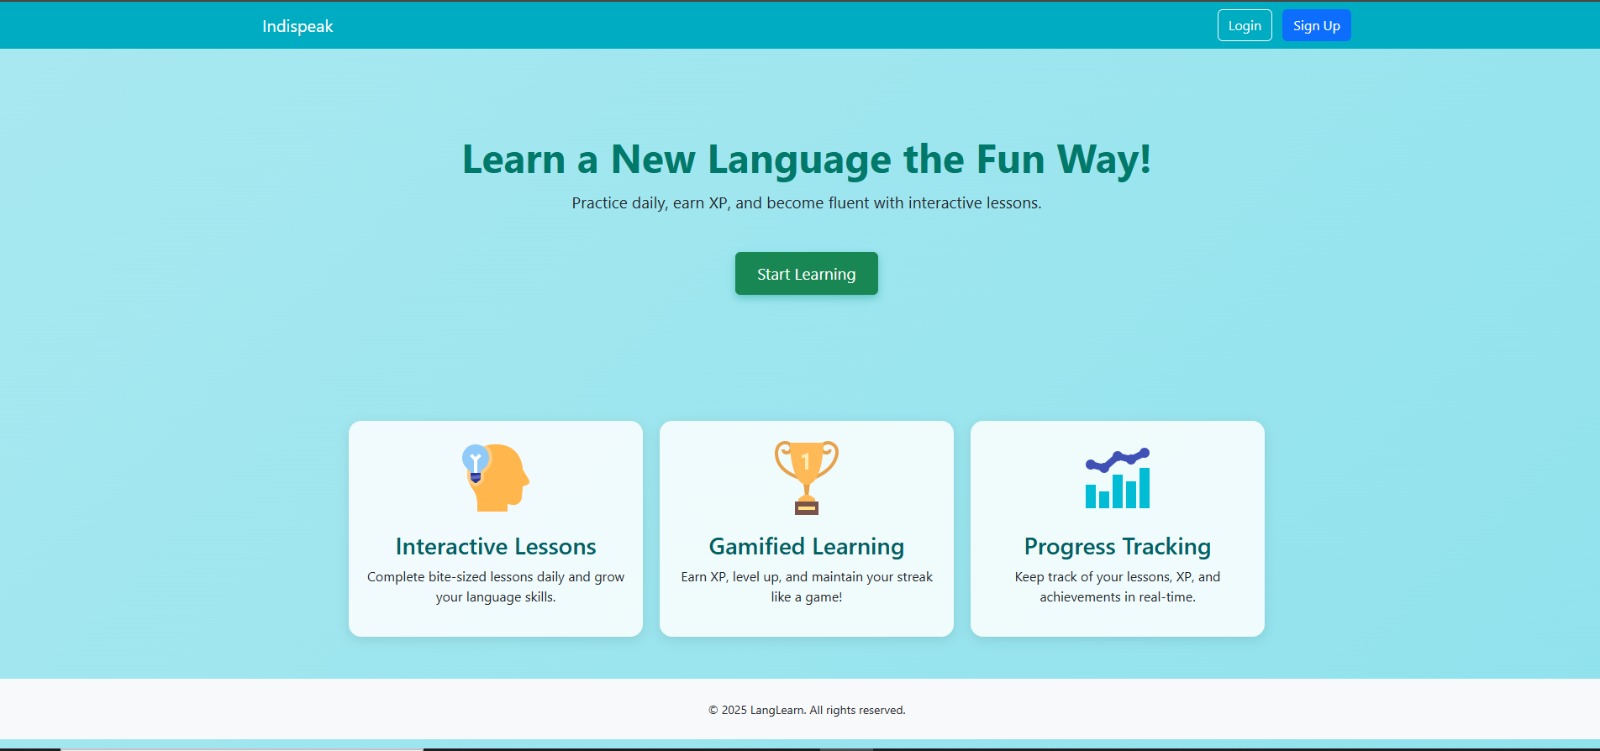 Indispeak
Login
Sign Up
Learn a New Language the Fun Way!
Practice daily, earn XP, and become fluent with interactive lessons.
Start Learning
1
Interactive Lessons
Complete bite-sized lessons daily and grow
your language skills.
Gamified Learning
Earn XP, level up, and maintain your streak
like a game!
Progress Tracking
Keep track of your lessons, XP, and
achievements in real-time.
© 2025 LangLearn. All rights reserved.